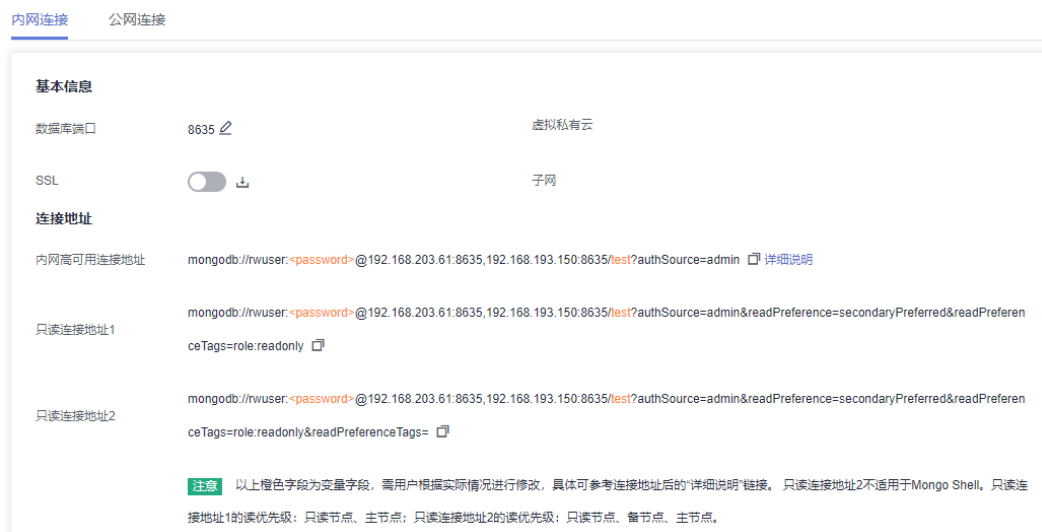 内网连接 公网连接
基本信息
数据库端口 8635 虚拟私有云
SSL 子网
连接地址
内网高可用连接地址 mongodb://rwuser:<password>@192.168.203.61:8635,192.168.193.150:8635/test?authSource=admin 详细说明
只读连接地址1 mongodb://rwuser:<password>@192.168.203.61:8635,192.168.193.150:8635/test?authSource=admin&readPreference=secondaryPreferred&readPreferen
ceTags=role:readonly
只读连接地址2 mongodb://rwuser:<password>@192.168.203.61:8635,192.168.193.150:8635/test?authSource=admin&readPreference=secondaryPreferred&readPreferen
ceTags=role:readonly&readPreferenceTags=
注意 以上橙色字段为变量字段，需用户根据实际情况进行修改，具体可参考连接地址后的“详细说明”链接。 只读连接地址2不适用于Mongo Shell。只读连
接地址1的读优先级：只读节点、主节点；只读连接地址2的读优先级：只读节点、备节点、主节点。